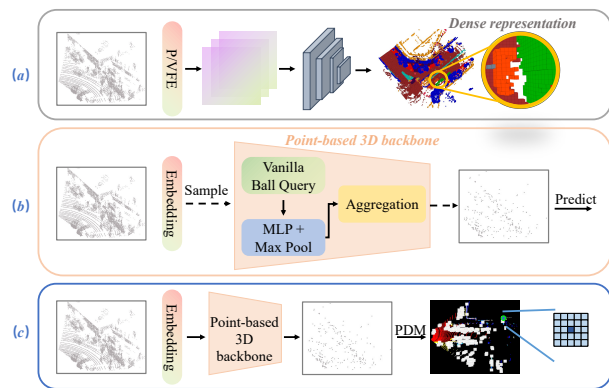 Dense representation
(a)
P/VFE
Point-based 3D backbone
(b)
Embedding
Sample
Vanilla
Ball Query
MLP +
Max Pool
Aggregation
Predict
(c)
Embedding
Point-based
3D
backbone
PDM